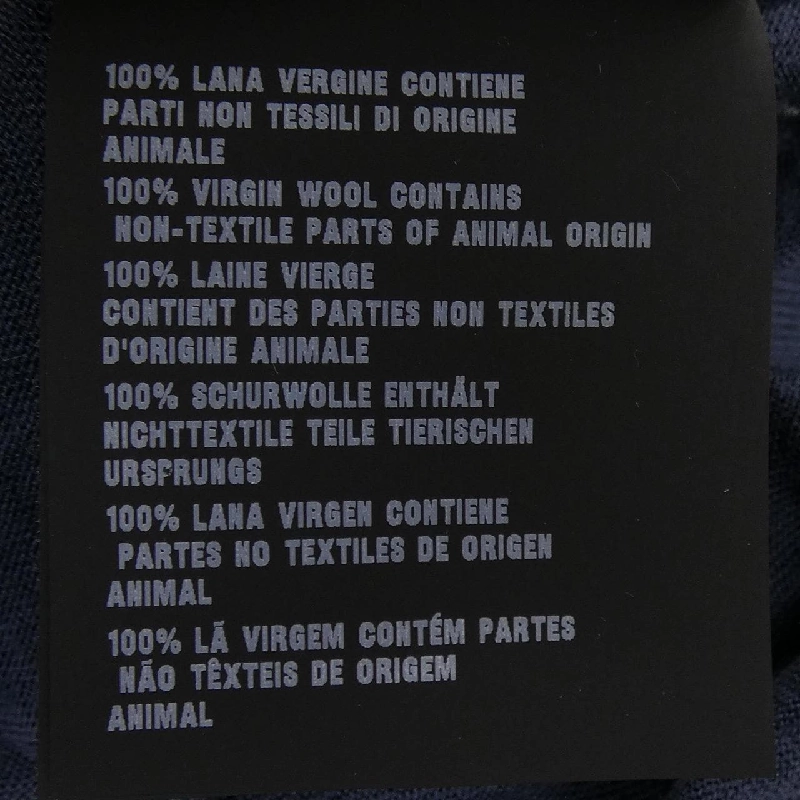 100% LANA VERGINE CONTIENE
PARTI NON TESSILI DI ORIGINE
ANIMALE
100% VIRGIN WOOL CONTAINS
NON-TEXTILE PARTS OF ANIMAL ORIGIN
100% LAINE VIERGE
CONTIENT DES PARTIES NON TEXTILES
D'ORIGINE ANIMALE
100% SCHURWOLLE ENTHÄLT
NICHTTEXTILE TEILE TIERISCHEN
URSPRUNGS
100% LANA VIRGEN CONTIENE
PARTES NO TEXTILES DE ORIGEN
ANIMAL
100% LÃ VIRGEM CONTÉM PARTES
NÃO TÊXTEIS DE ORIGEM
ANIMAL